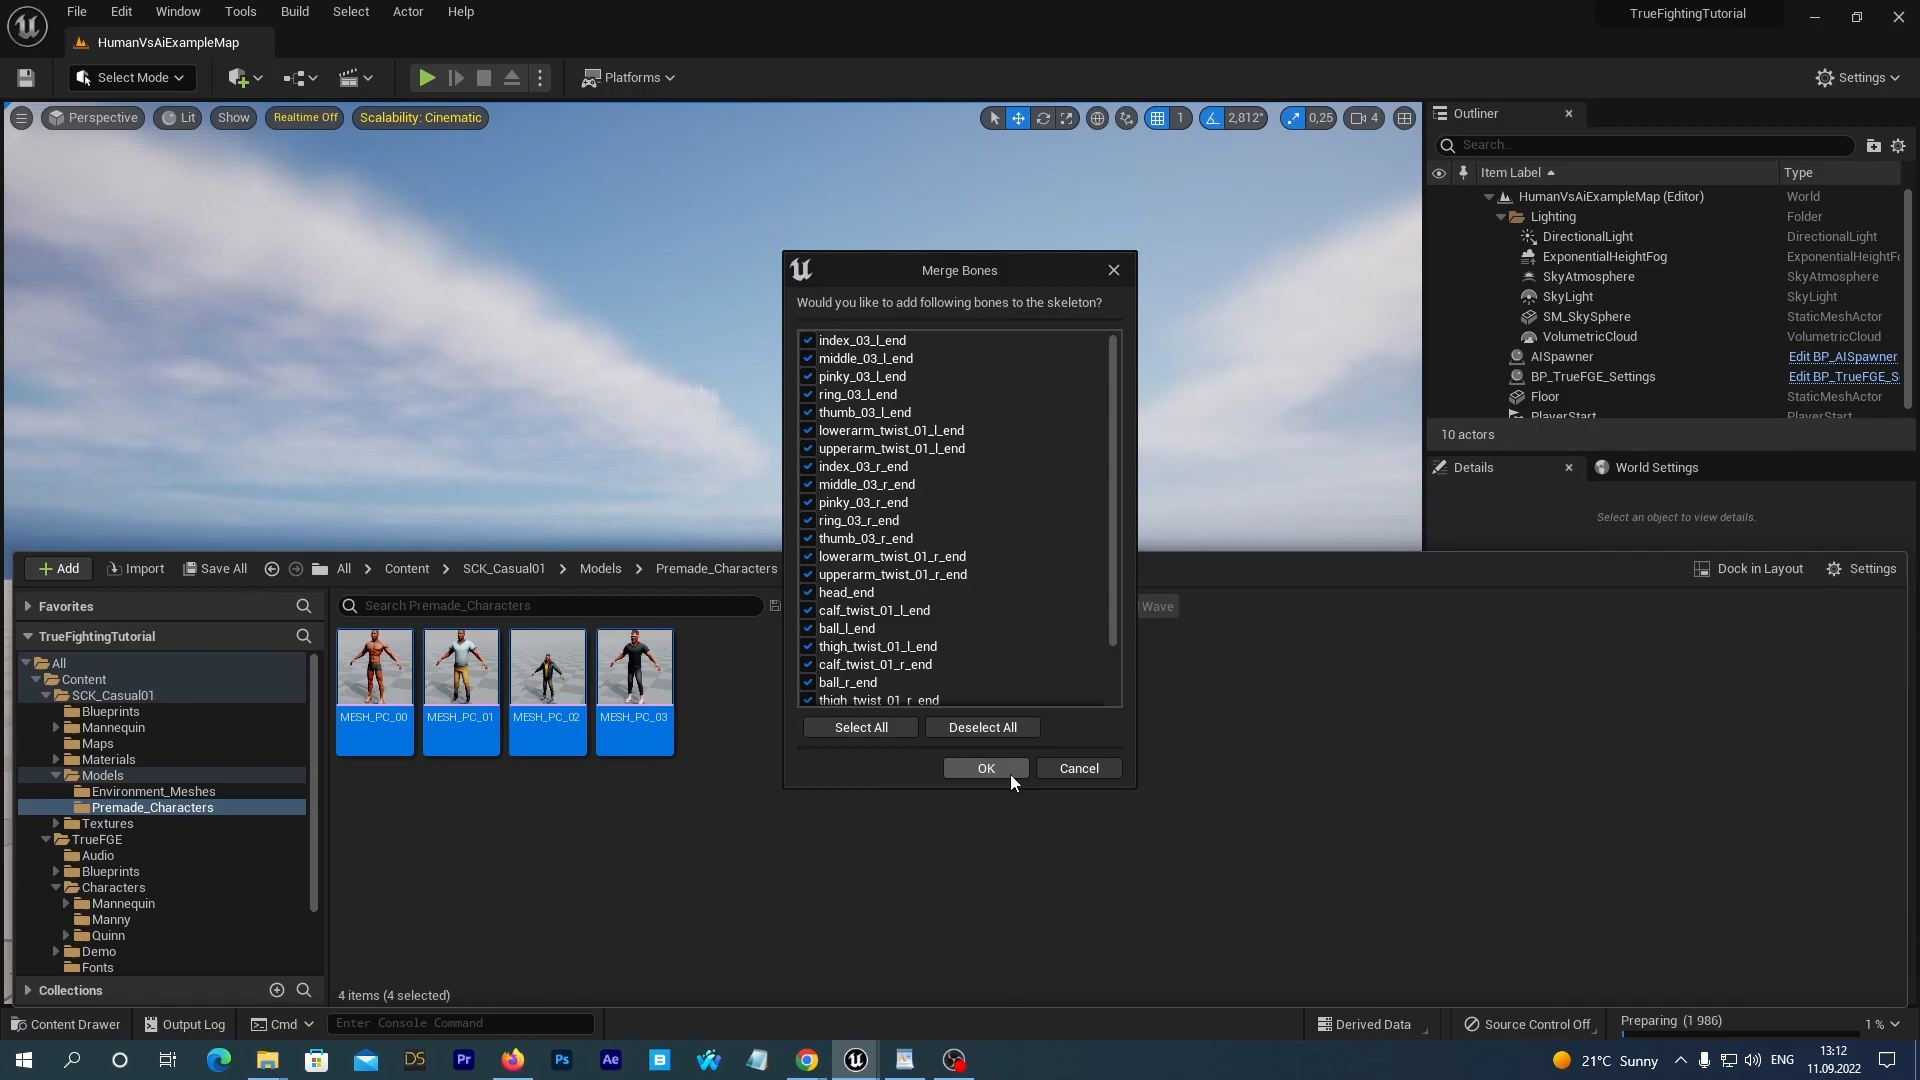 File Edit Window Tools Build Select Actor Help
TrueFightingTutorial
HumanVsAiExampleMap
Select Mode
Platforms
Settings
Perspective
Lit
Show
Realtime Off
Scalability: Cinematic
1
2,812°
0,25
4
Outliner
Search...
Item Label
Type
HumanVsAiExampleMap (Editor) World
Lighting Folder
DirectionalLight DirectionalLight
ExponentialHeightFog ExponentialHeightFo
SkyAtmosphere SkyAtmosphere
SkyLight SkyLight
SM_SkySphere StaticMeshActor
VolumetricCloud VolumetricCloud
AISpawner Edit BP_AISpawner
BP_TrueFGE_Settings Edit BP_TrueFGE_S
Floor StaticMeshActor
PlayerStart PlayerStart
10 actors
Details
World Settings
Select an object to view details.
Merge Bones
Would you like to add following bones to the skeleton?
index_03_l_end
middle_03_l_end
pinky_03_l_end
ring_03_l_end
thumb_03_l_end
lowerarm_twist_01_l_end
upperarm_twist_01_l_end
index_03_r_end
middle_03_r_end
pinky_03_r_end
ring_03_r_end
thumb_03_r_end
lowerarm_twist_01_r_end
upperarm_twist_01_r_end
head_end
calf_twist_01_l_end
ball_l_end
thigh_twist_01_l_end
calf_twist_01_r_end
ball_r_end
thigh_twist_01_r_end
Select All
Deselect All
OK
Cancel
Add
Import
Save All
All
Content
SCK_Casual01
Models
Premade_Characters
Dock in Layout
Settings
Favorites
Search Premade_Characters
Wave
TrueFightingTutorial
All
Content
SCK_Casual01
Blueprints
Mannequin
Maps
Materials
Models
Environment_Meshes
Premade_Characters
Textures
TrueFGE
Audio
Blueprints
Characters
Mannequin
Manny
Quinn
Demo
Fonts
Collections
MESH_PC_00
MESH_PC_01
MESH_PC_02
MESH_PC_03
4 items (4 selected)
Content Drawer
Output Log
Cmd
Enter Console Command
Derived Data
Source Control Off
Preparing (1 986)
1 %
DS
Pr
Ps
Ae
21°C Sunny
ENG
13:12
11.09.2022